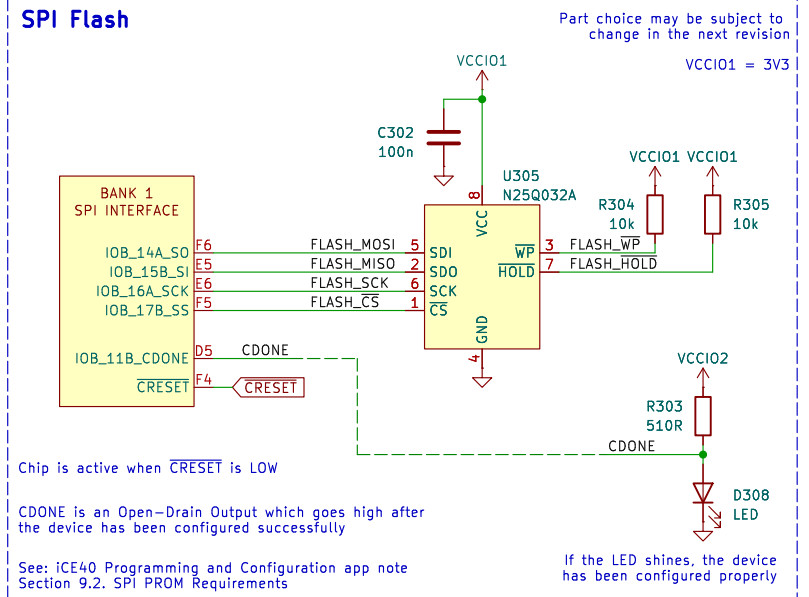 SPI Flash
Part choice may be subject to
change in the next revision
VCCIO1 = 3V3
VCCIO1
C302
100n
U305
N25Q032A
8
VCC
VCCIO1 VCCIO1
R304
10k
R305
10k
BANK 1
SPI INTERFACE
IOB_14A_SO F6 FLASH_MOSI 5 SDI
IOB_15B_SI E5 FLASH_MISO 2 SDO
IOB_16A_SCK E6 FLASH_SCK 6 SCK
IOB_17B_SS F5 FLASH_CS 1 CS
WP 3 FLASH_WP
HOLD 7 FLASH_HOLD
GND
4
IOB_11B_CDONE D5 CDONE
CRESET F4 CRESET
VCCIO2
R303
510R
CDONE
D308
LED
Chip is active when CRESET is LOW
CDONE is an Open-Drain Output which goes high after
the device has been configured successfully
See: iCE40 Programming and Configuration app note
Section 9.2. SPI PROM Requirements
If the LED shines, the device
has been configured properly